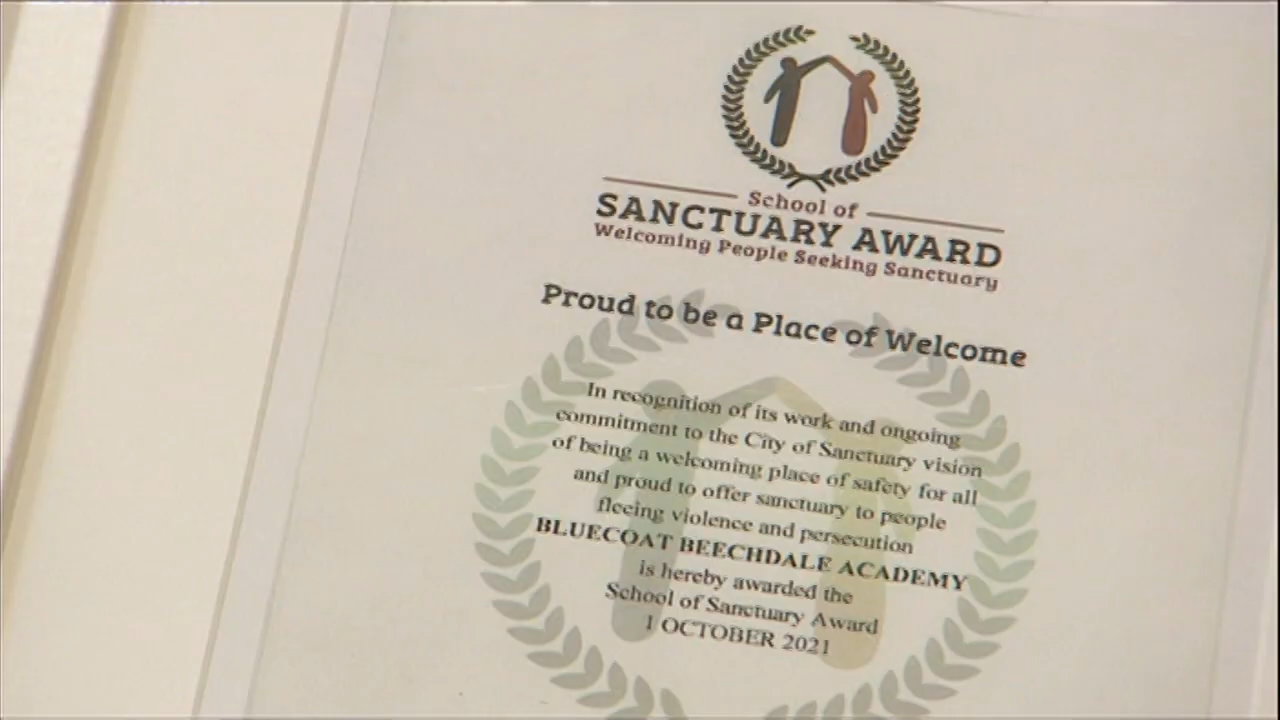 School of
SANCTUARY AWARD
Welcoming People Seeking Sanctuary
Proud to be a Place of Welcome
In recognition of its work and ongoing
commitment to the City of Sanctuary vision
of being a welcoming place of safety for all
and proud to offer sanctuary to people
fleeing violence and persecution
BLUECOAT BEECHDALE ACADEMY
is hereby awarded the
School of Sanctuary Award
1 OCTOBER 2021